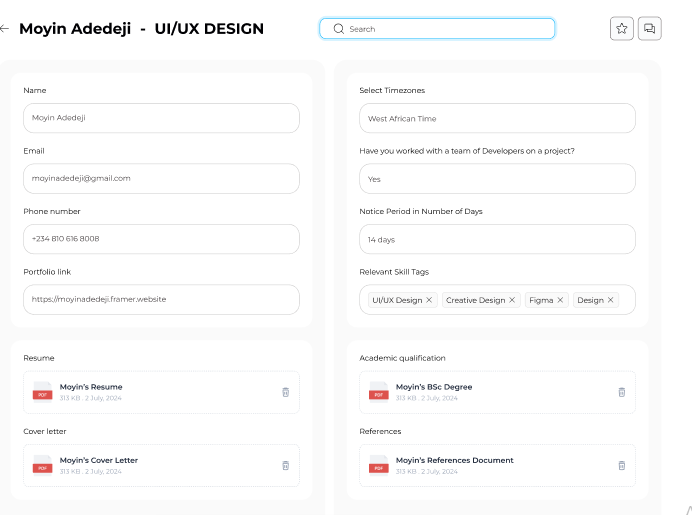 Moyin Adedeji - UI/UX DESIGN
Search
Name
Moyin Adedeji
Email
moyinadedeji@gmail.com
Phone number
+234 810 616 8008
Portfolio link
https://moyinadedeji.framer.website
Select Timezones
West African Time
Have you worked with a team of Developers on a project?
Yes
Notice Period in Number of Days
14 days
Relevant Skill Tags
UI/UX Design Creative Design Figma Design
Resume
PDF
Moyin's Resume
313 KB . 2 July, 2024
Cover letter
PDF
Moyin's Cover Letter
313 KB . 2 July, 2024
Academic qualification
PDF
Moyin's BSc Degree
313 KB . 2 July, 2024
References
PDF
Moyin's References Document
313 KB . 2 July, 2024